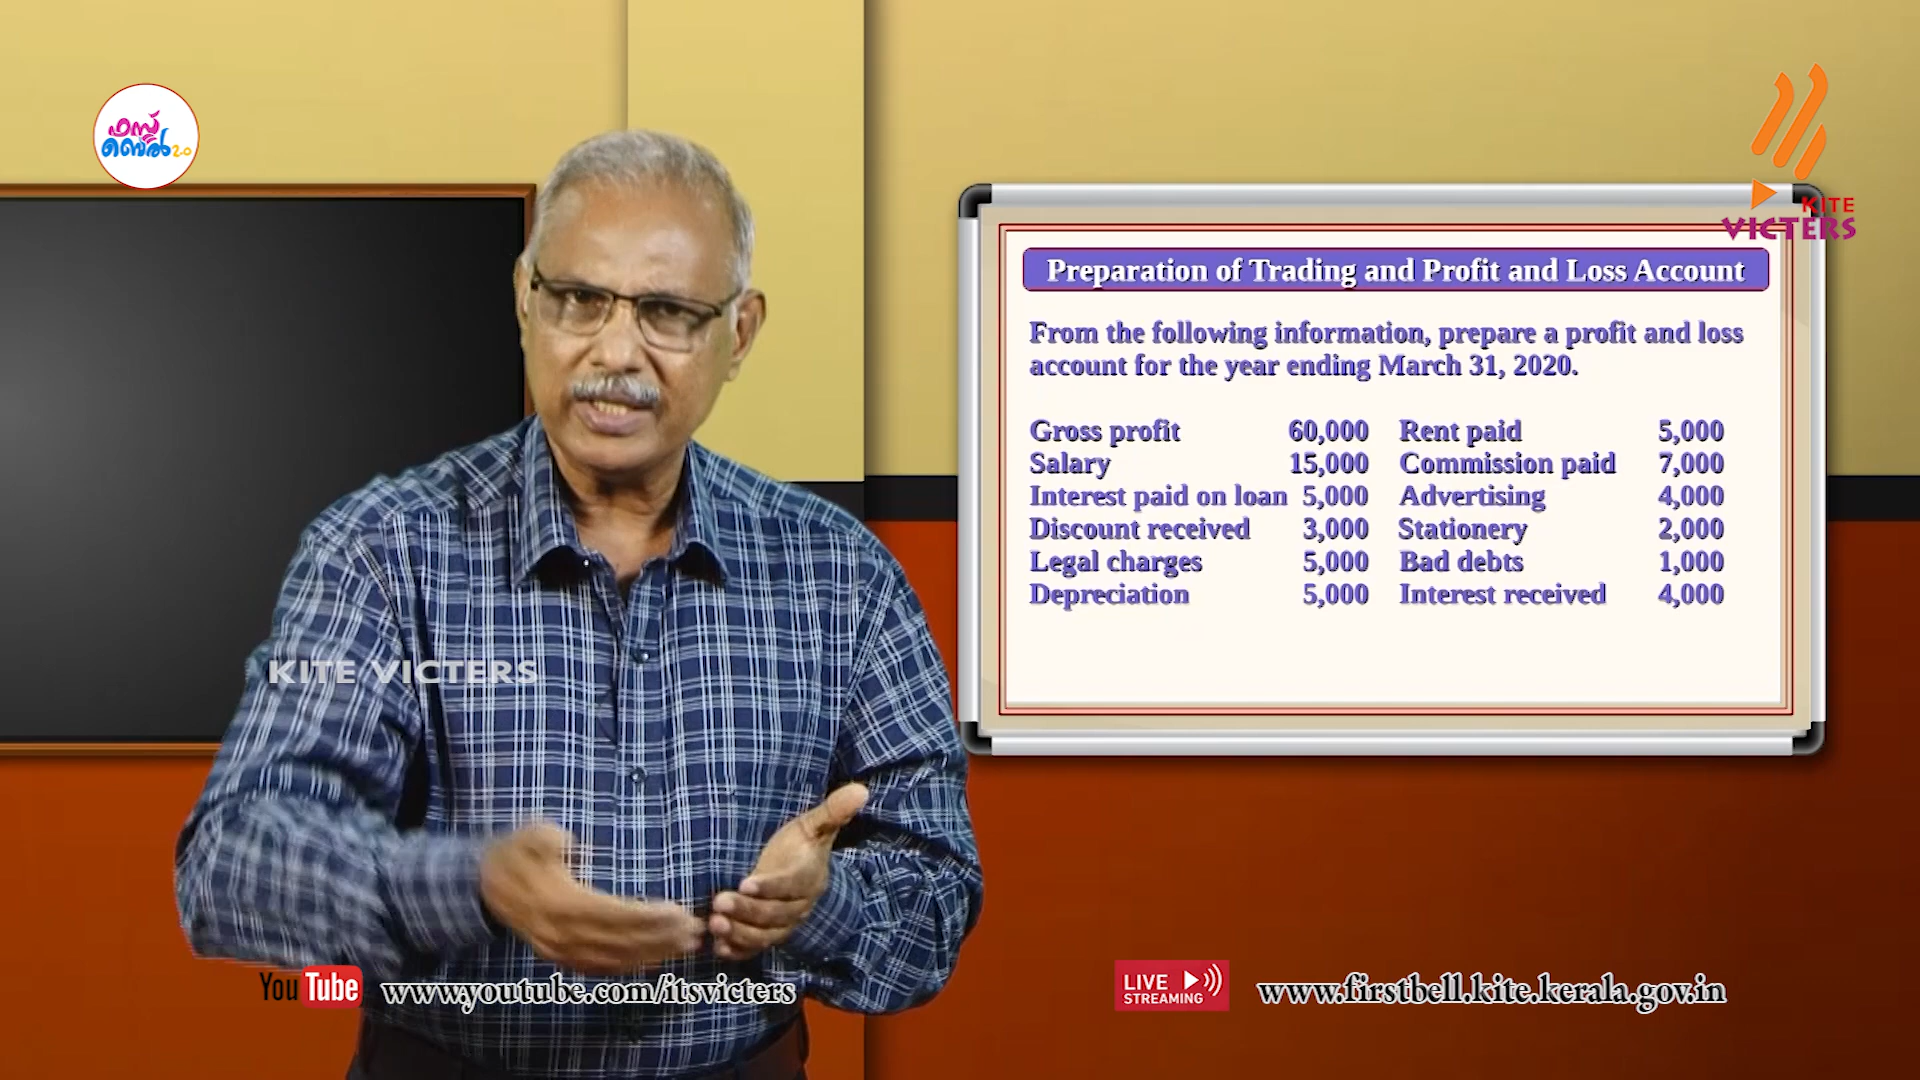 ഫസ്റ്റ്
ബെൽ 2.0
KITE
VICTERS
Preparation of Trading and Profit and Loss Account
From the following information, prepare a profit and loss
account for the year ending March 31, 2020.
Gross profit 60,000 Rent paid 5,000
Salary 15,000 Commission paid 7,000
Interest paid on loan 5,000 Advertising 4,000
Discount received 3,000 Stationery 2,000
Legal charges 5,000 Bad debts 1,000
Depreciation 5,000 Interest received 4,000
KITE VICTERS
YouTube www.youtube.com/itsvicters
LIVE
STREAMING
www.firstbell.kite.kerala.gov.in